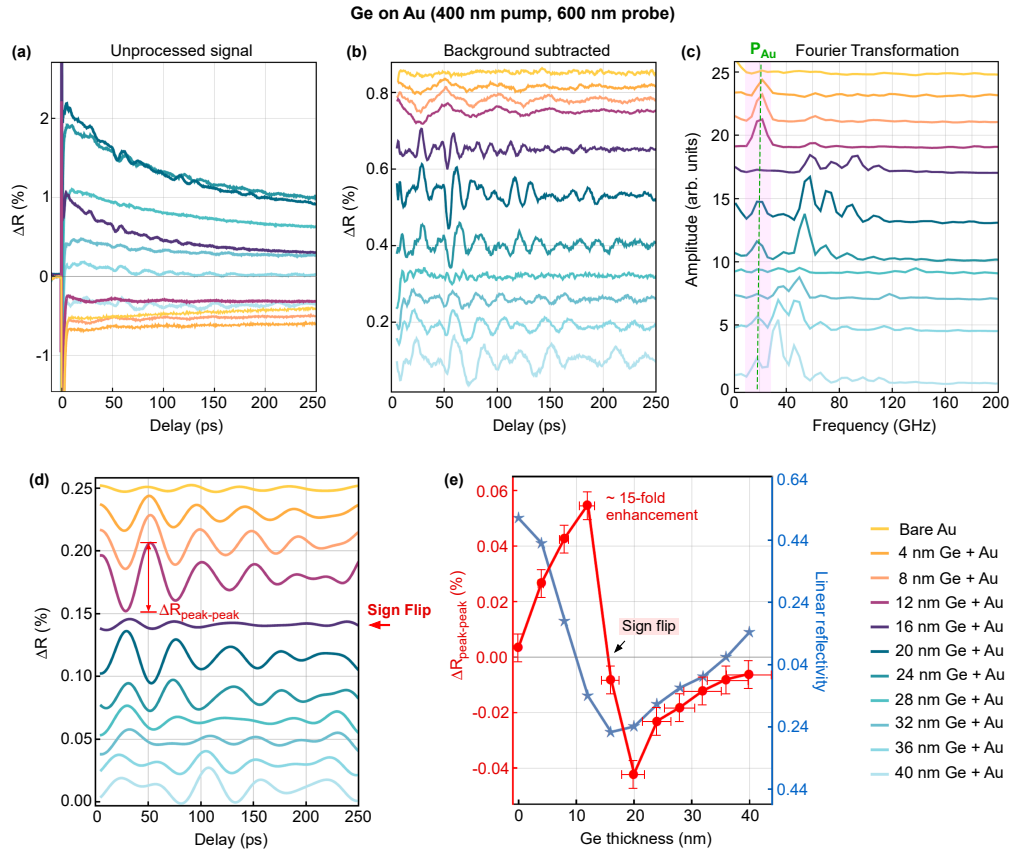 Ge on Au (400 nm pump, 600 nm probe)
(a) Unprocessed signal
2
1
0
-1
ΔR (%)
0 50 100 150 200 250
Delay (ps)
(b) Background subtracted
0.8
0.6
0.4
0.2
ΔR (%)
0 50 100 150 200 250
Delay (ps)
(c) P_Au Fourier Transformation
25
20
15
10
5
0
Amplitude (arb. units)
0 40 80 120 160 200
Frequency (GHz)
(d)
0.25
0.20
0.15
0.10
0.05
0.00
ΔR (%)
ΔR_peak-peak
Sign Flip
0 50 100 150 200 250
Delay (ps)
(e)
0.06
0.04
0.02
0.00
-0.02
-0.04
ΔR_peak-peak (%)
~ 15-fold
enhancement
Sign flip
0.64
0.44
0.24
0.04
0.24
0.44
Linear reflectivity
0 10 20 30 40
Ge thickness (nm)
Bare Au
4 nm Ge + Au
8 nm Ge + Au
12 nm Ge + Au
16 nm Ge + Au
20 nm Ge + Au
24 nm Ge + Au
28 nm Ge + Au
32 nm Ge + Au
36 nm Ge + Au
40 nm Ge + Au